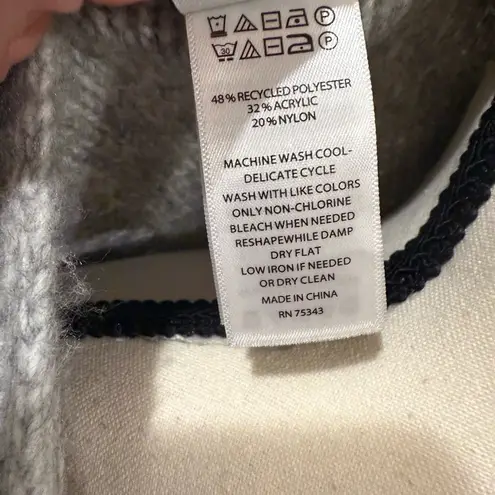 P
30 P
48% RECYCLED POLYESTER
32% ACRYLIC
20% NYLON
MACHINE WASH COOL-
DELICATE CYCLE
WASH WITH LIKE COLORS
ONLY NON-CHLORINE
BLEACH WHEN NEEDED
RESHAPEWHILE DAMP
DRY FLAT
LOW IRON IF NEEDED
OR DRY CLEAN
MADE IN CHINA
RN 75343